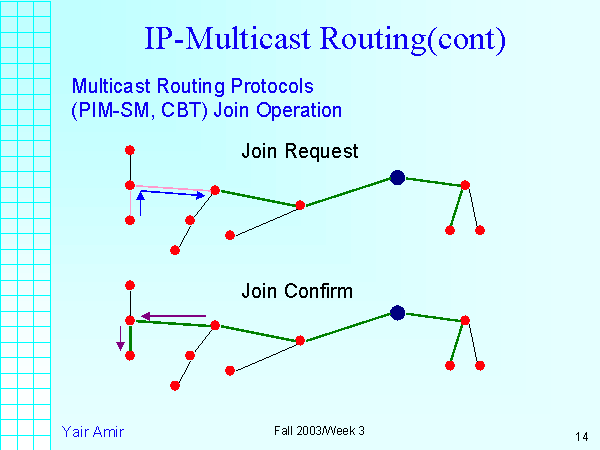 IP-Multicast Routing(cont)
Multicast Routing Protocols
(PIM-SM, CBT) Join Operation
Join Request
Join Confirm
Yair Amir
Fall 2003/Week 3
14